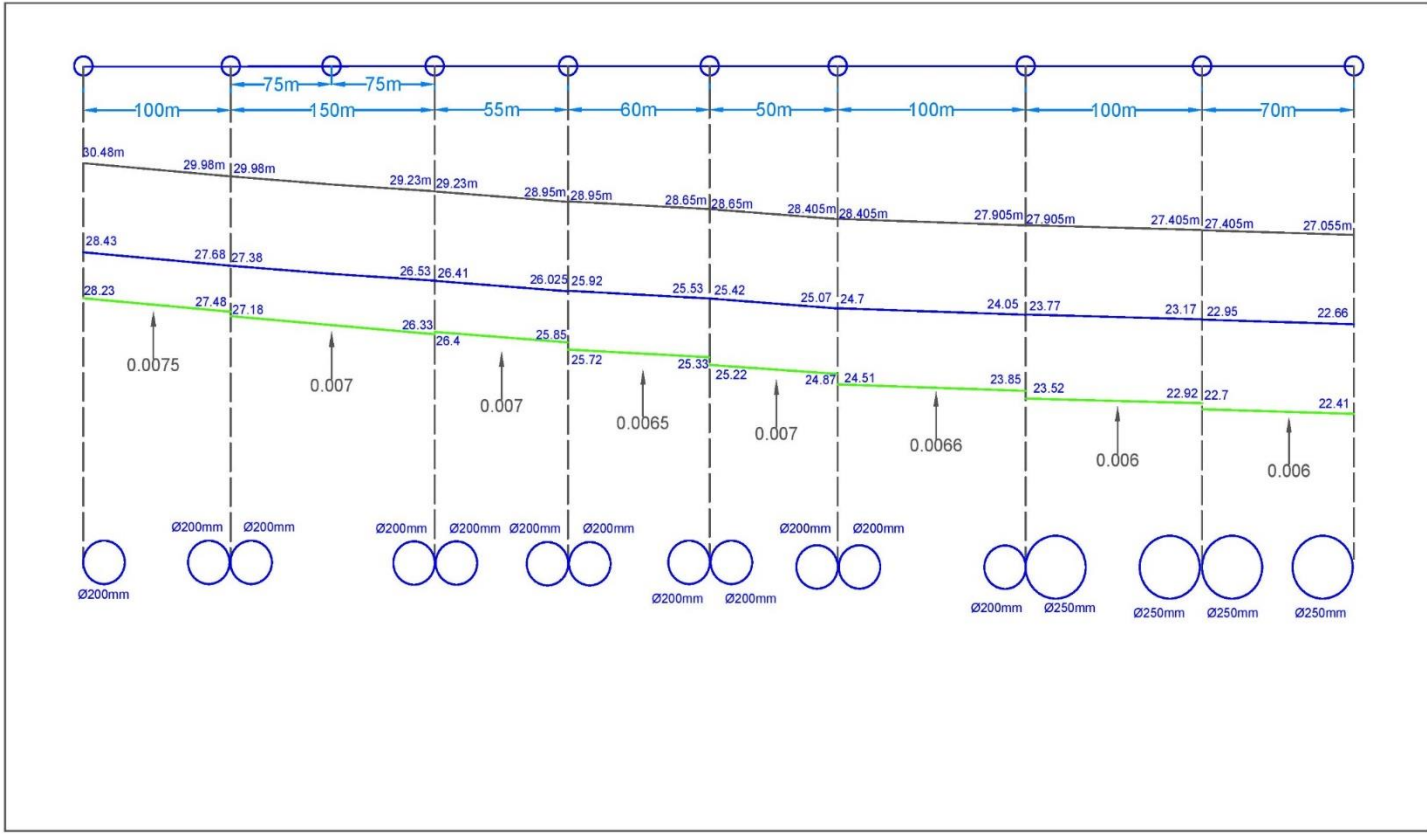 75m 75m
100m 150m 55m 60m 50m 100m 100m 70m
30.48m 29.98m 29.98m 29.23m 29.23m 28.95m 28.95m 28.65m 28.65m 28.405m 28.405m 27.905m 27.905m 27.405m 27.405m 27.055m
28.43 27.68 27.38 26.53 26.41 26.025 25.92 25.53 25.42 25.07 24.7 24.05 23.77 23.17 22.95 22.66
28.23 27.48 27.18 26.33 26.4 25.85 25.72 25.33 25.22 24.87 24.51 23.85 23.52 22.92 22.7 22.41
0.0075 0.007 0.007 0.0065 0.007 0.0066 0.006 0.006
Ø200mm Ø200mm Ø200mm Ø200mm Ø200mm Ø200mm Ø200mm Ø200mm
Ø200mm Ø200mm Ø200mm Ø200mm Ø250mm Ø250mm Ø250mm Ø250mm